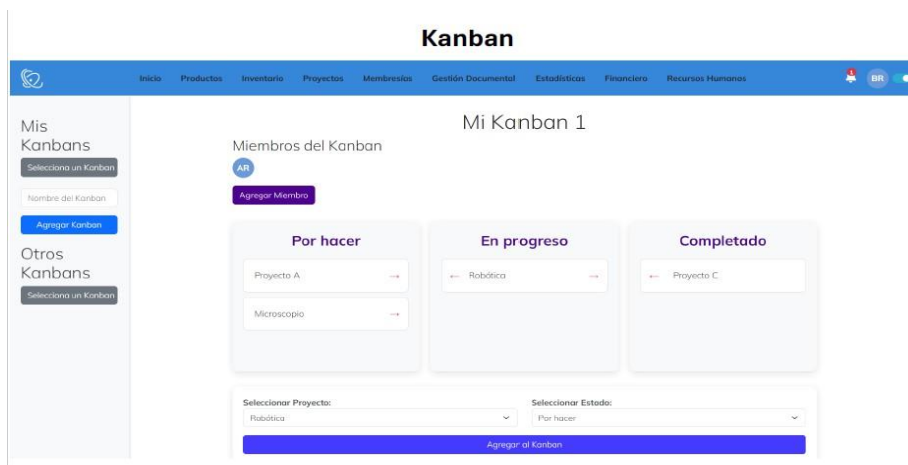 Kanban
Inicio Productos Inventario Proyectos Membresías Gestión Documental Estadísticas Financiero Recursos Humanos 1 BR
Mis
Kanbans
Selecciona un Kanban
Nombre del Kanban
Agregar Kanban
Otros
Kanbans
Selecciona un Kanban
Mi Kanban 1
Miembros del Kanban
AR
Agregar Miembro
Por hacer
Proyecto A →
Microscopio →
En progreso
← Robótica →
Completado
← Proyecto C
Seleccionar Proyecto:
Robótica
Seleccionar Estado:
Por hacer
Agregar al Kanban